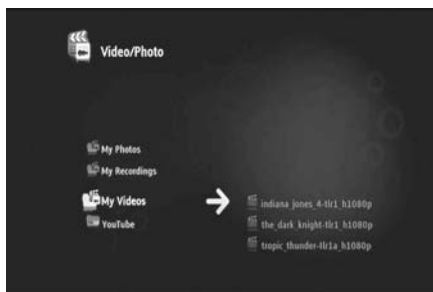 Video/Photo
My Photos
My Recordings
My Videos
YouTube
indiana_jones_4-tlr1_h1080p
the_dark_knight-tlr1_h1080p
tropic_thunder-tlr1a_h1080p